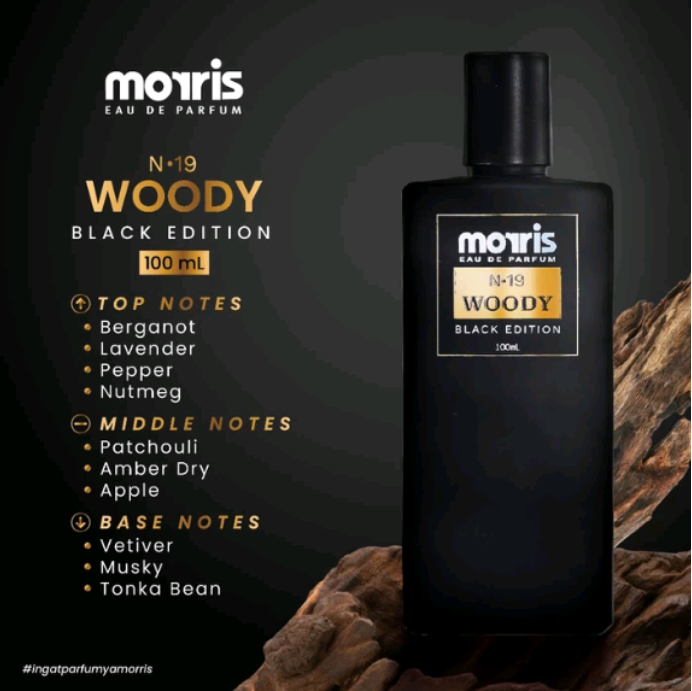 morris
EAU DE PARFUM
N•19
WOODY
BLACK EDITION
100 mL
TOP NOTES
Berganot
Lavender
Pepper
Nutmeg
MIDDLE NOTES
Patchouli
Amber Dry
Apple
BASE NOTES
Vetiver
Musky
Tonka Bean
morris
EAU DE PARFUM
N•19
WOODY
BLACK EDITION
100mL
#ingatparfumyamorris